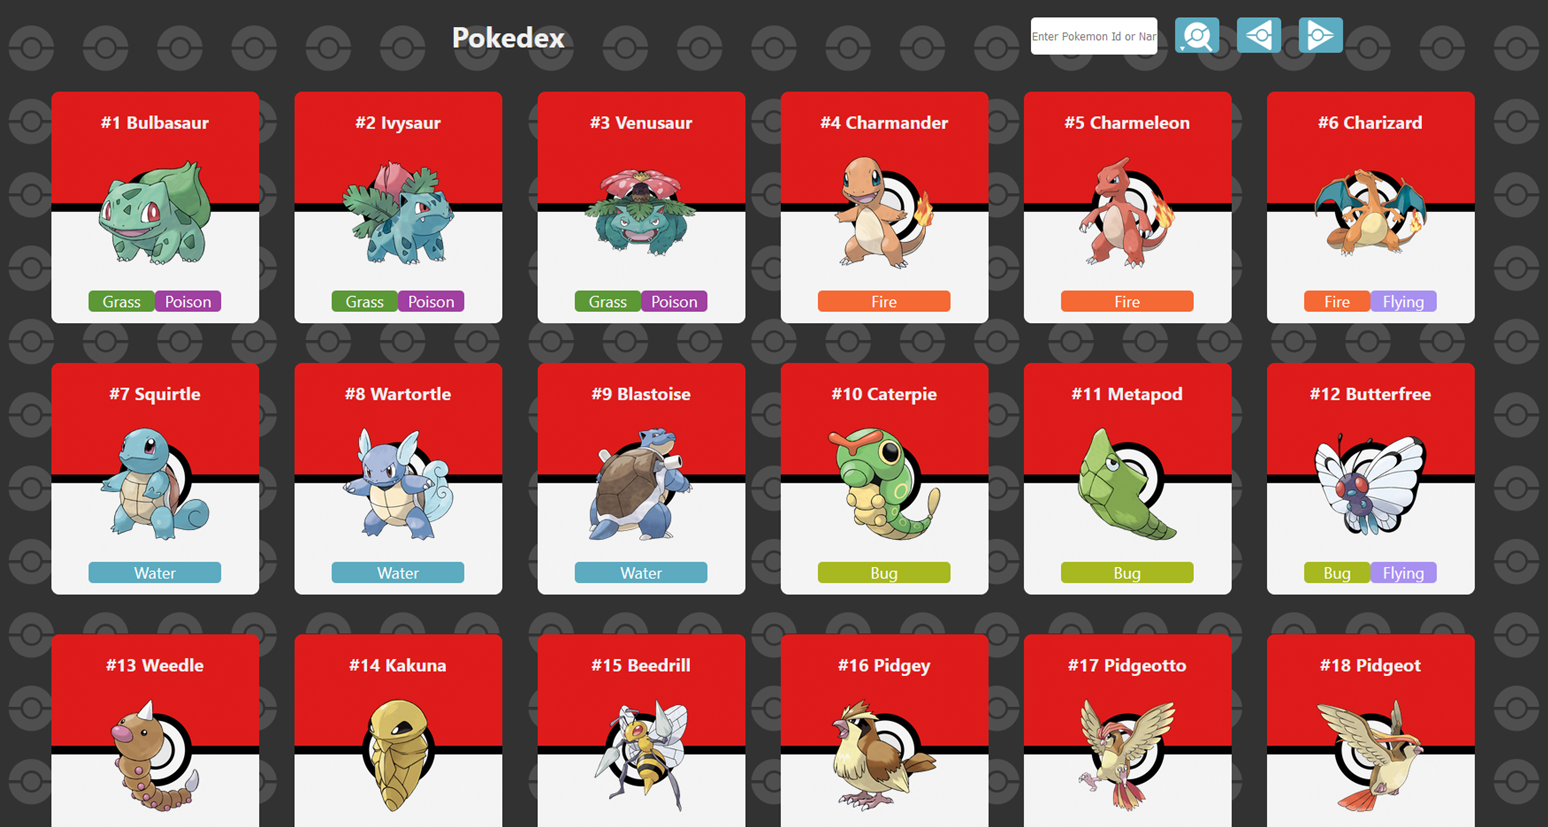 Pokedex
Enter Pokemon Id or Nar
#1 Bulbasaur
Grass Poison
#2 Ivysaur
Grass Poison
#3 Venusaur
Grass Poison
#4 Charmander
Fire
#5 Charmeleon
Fire
#6 Charizard
Fire Flying
#7 Squirtle
Water
#8 Wartortle
Water
#9 Blastoise
Water
#10 Caterpie
Bug
#11 Metapod
Bug
#12 Butterfree
Bug Flying
#13 Weedle
#14 Kakuna
#15 Beedrill
#16 Pidgey
#17 Pidgeotto
#18 Pidgeot